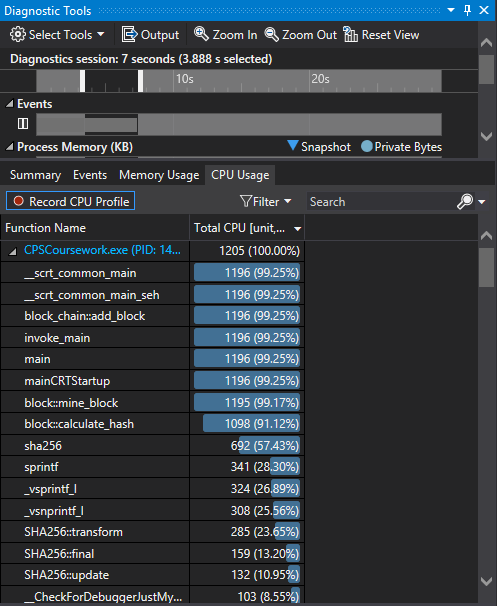 Diagnostic Tools
Select Tools Output Zoom In Zoom Out Reset View
Diagnostics session: 7 seconds (3.888 s selected)
10s 20s
Events
Process Memory (KB) Snapshot Private Bytes
Summary Events Memory Usage CPU Usage
Record CPU Profile Filter Search
Function Name Total CPU [unit,...
CPSCoursework.exe (PID: 14... 1205 (100.00%)
__scrt_common_main 1196 (99.25%)
__scrt_common_main_seh 1196 (99.25%)
block_chain::add_block 1196 (99.25%)
invoke_main 1196 (99.25%)
main 1196 (99.25%)
mainCRTStartup 1196 (99.25%)
block::mine_block 1195 (99.17%)
block::calculate_hash 1098 (91.12%)
sha256 692 (57.43%)
sprintf 341 (28.30%)
_vsprintf_l 324 (26.89%)
_vsnprintf_l 308 (25.56%)
SHA256::transform 285 (23.65%)
SHA256::final 159 (13.20%)
SHA256::update 132 (10.95%)
__CheckForDebuggerJustMy... 103 (8.55%)